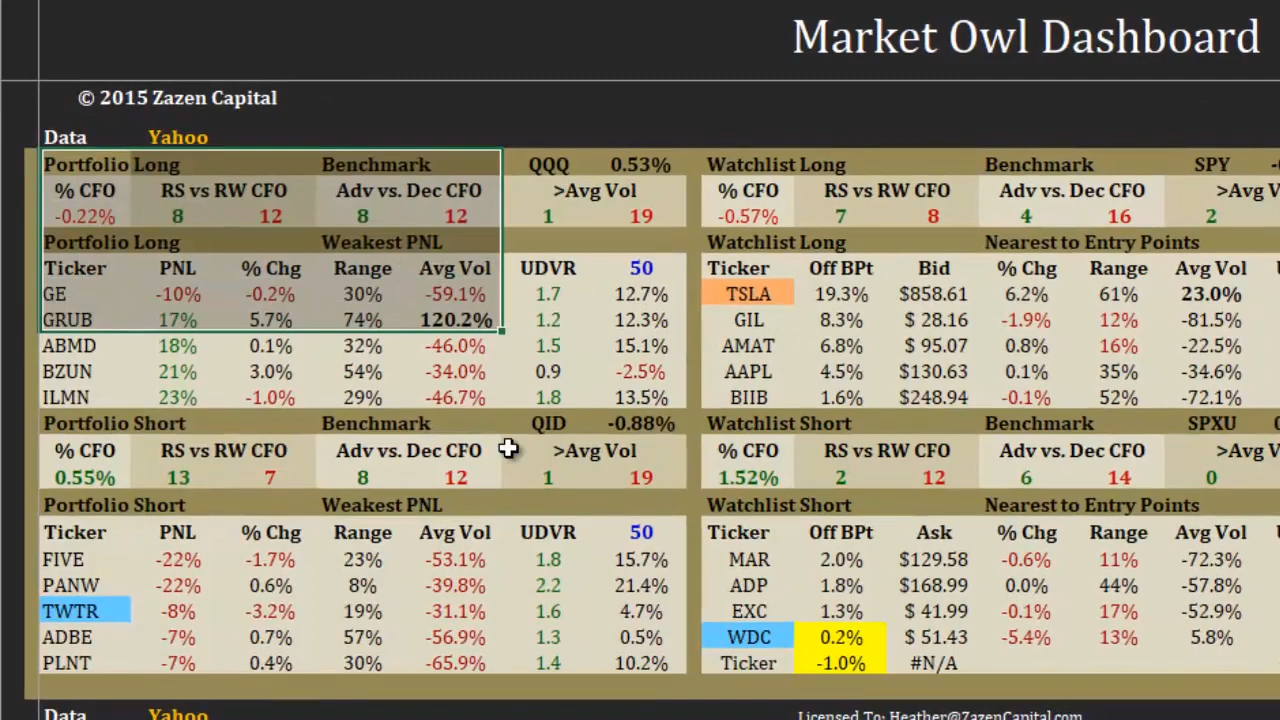 Market Owl Dashboard
© 2015 Zazen Capital
Data Yahoo
Portfolio Long Benchmark QQQ 0.53% Watchlist Long Benchmark SPY
% CFO RS vs RW CFO Adv vs. Dec CFO >Avg Vol % CFO RS vs RW CFO Adv vs. Dec CFO >Avg V
-0.22% 8 12 8 12 1 19 -0.57% 7 8 4 16 2
Portfolio Long Weakest PNL Watchlist Long Nearest to Entry Points
Ticker PNL % Chg Range Avg Vol UDVR 50 Ticker Off BPt Bid % Chg Range Avg Vol
GE -10% -0.2% 30% -59.1% 1.7 12.7% TSLA 19.3% $858.61 6.2% 61% 23.0%
GRUB 17% 5.7% 74% 120.2% 1.2 12.3% GIL 8.3% $ 28.16 -1.9% 12% -81.5%
ABMD 18% 0.1% 32% -46.0% 1.5 15.1% AMAT 6.8% $ 95.07 0.8% 16% -22.5%
BZUN 21% 3.0% 54% -34.0% 0.9 -2.5% AAPL 4.5% $130.63 0.1% 35% -34.6%
ILMN 23% -1.0% 29% -46.7% 1.8 13.5% BIIB 1.6% $248.94 -0.1% 52% -72.1%
Portfolio Short Benchmark QID -0.88% Watchlist Short Benchmark SPXU
% CFO RS vs RW CFO Adv vs. Dec CFO >Avg Vol % CFO RS vs RW CFO Adv vs. Dec CFO >Avg V
0.55% 13 7 8 12 1 19 1.52% 2 12 6 14 0
Portfolio Short Weakest PNL Watchlist Short Nearest to Entry Points
Ticker PNL % Chg Range Avg Vol UDVR 50 Ticker Off BPt Ask % Chg Range Avg Vol
FIVE -22% -1.7% 23% -53.1% 1.8 15.7% MAR 2.0% $129.58 -0.6% 11% -72.3%
PANW -22% 0.6% 8% -39.8% 2.2 21.4% ADP 1.8% $168.99 0.0% 44% -57.8%
TWTR -8% -3.2% 19% -31.1% 1.6 4.7% EXC 1.3% $ 41.99 -0.1% 17% -52.9%
ADBE -7% 0.7% 57% -56.9% 1.3 0.5% WDC 0.2% $ 51.43 -5.4% 13% 5.8%
PLNT -7% 0.4% 30% -65.9% 1.4 10.2% Ticker -1.0% #N/A
Data Yahoo Licensed To: Heather@ZazenCapital.com